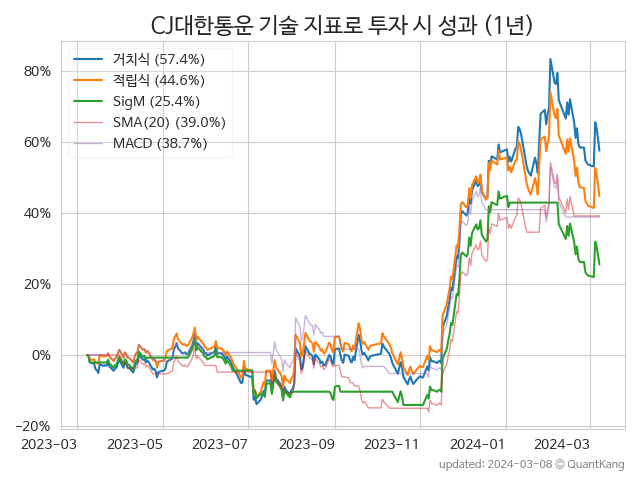 CJ대한통운 기술 지표로 투자 시 성과 (1년)
거치식 (57.4%)
적립식 (44.6%)
SigM (25.4%)
SMA(20) (39.0%)
MACD (38.7%)
80%
60%
40%
20%
0%
−20%
2023-03 2023-05 2023-07 2023-09 2023-11 2024-01 2024-03
updated: 2024-03-08 © QuantKang